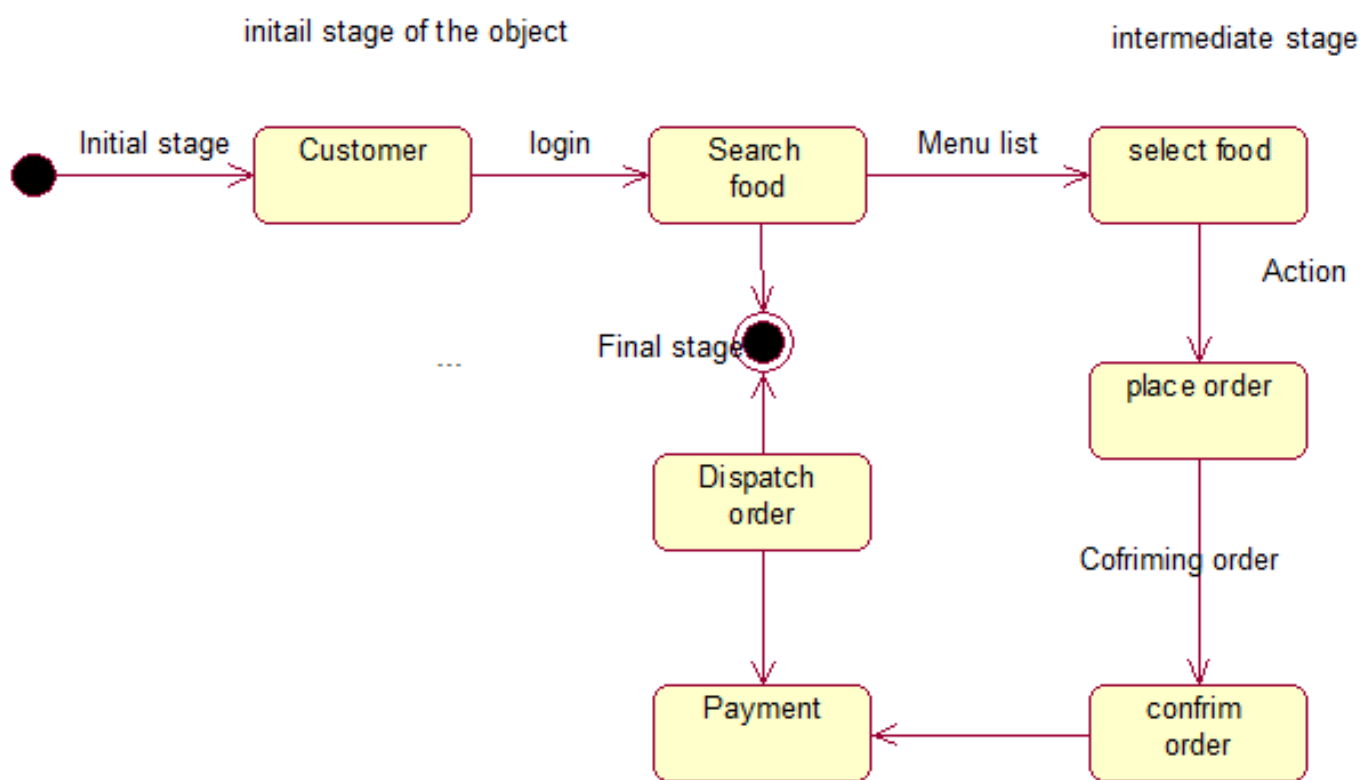 initail stage of the object
intermediate stage
Initial stage
Customer
login
Search
food
Menu list
select food
Action
Final stage
---
place order
Dispatch
order
Cofriming order
Payment
confrim
order